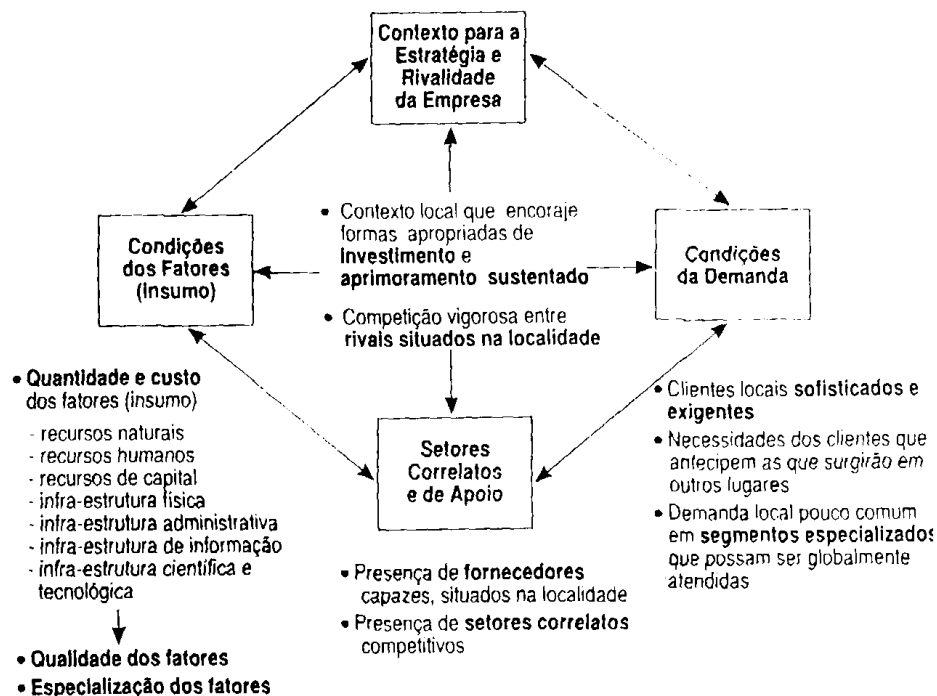 Contexto para a
Estratégia e
Rivalidade
da Empresa
Condições
dos Fatores
(Insumo)
• Contexto local que encoraje
formas apropriadas de
investimento e
aprimoramento sustentado
• Competição vigorosa entre
rivais situados na localidade
Condições
da Demanda
• Quantidade e custo
dos fatores (insumo)
- recursos naturais
- recursos humanos
- recursos de capital
- infra-estrutura física
- infra-estrutura administrativa
- infra-estrutura de informação
- infra-estrutura científica e
tecnológica
• Qualidade dos fatores
• Especialização dos fatores
Setores
Correlatos
e de Apoio
• Presença de fornecedores
capazes, situados na localidade
• Presença de setores correlatos
competitivos
• Clientes locais sofisticados e
exigentes
• Necessidades dos clientes que
antecipem as que surgirão em
outros lugares
• Demanda local pouco comum
em segmentos especializados
que possam ser globalmente
atendidas